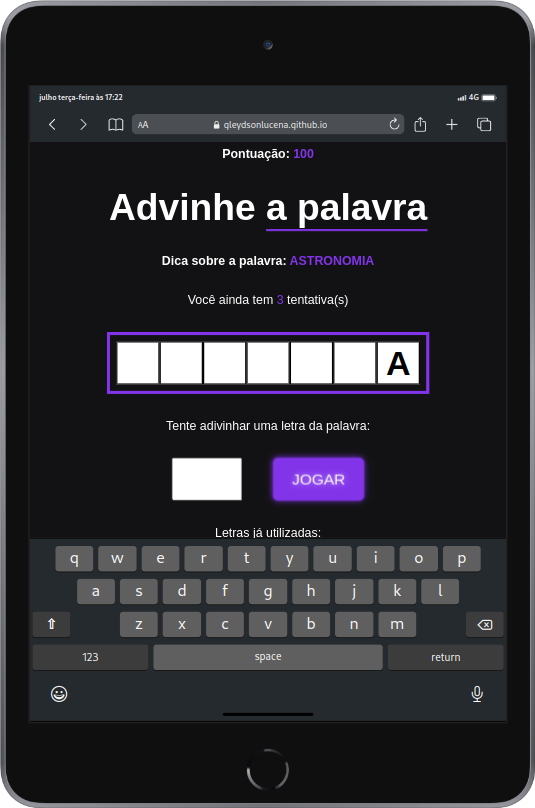 julho terça-feira às 17:22
4G
AA
qleydsonlucena.github.io
Pontuação: 100
Advinhe a palavra
Dica sobre a palavra: ASTRONOMIA
Você ainda tem 3 tentativa(s)
A
Tente adivinhar uma letra da palavra:
JOGAR
Letras já utilizadas:
q w e r t y u i o p
a s d f g h j k l
z x c v b n m
123 space return